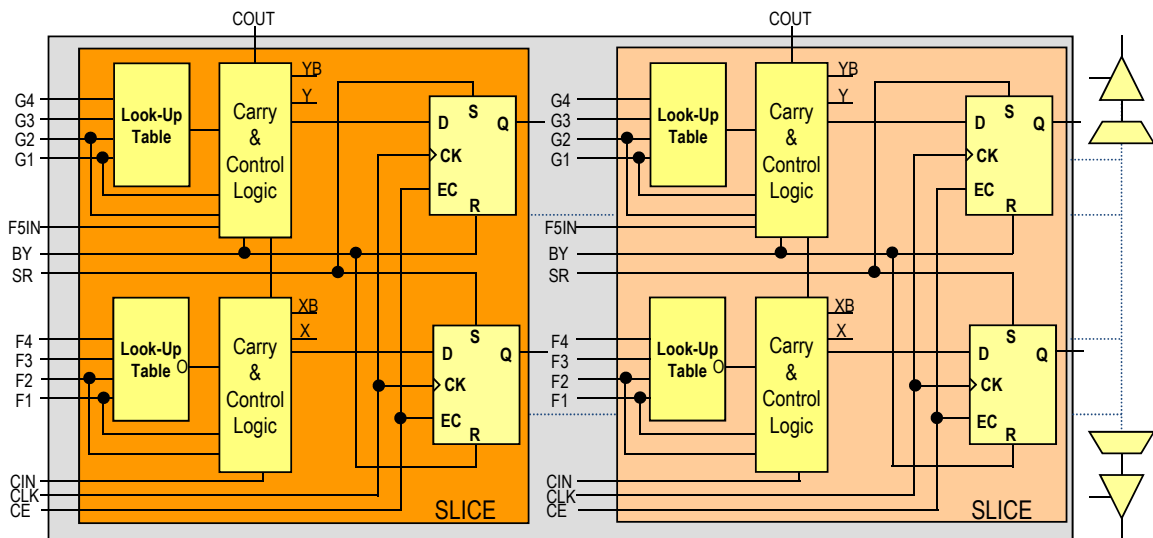 COUT
YB
Y
G4
G3
G2
G1
Look-Up
Table
Carry
&
Control
Logic
S
D
Q
CK
EC
R
F5IN
BY
SR
XB
X
F4
F3
F2
F1
Look-Up
Table
O
Carry
&
Control
Logic
S
D
Q
CK
EC
R
CIN
CLK
CE
SLICE
COUT
YB
Y
G4
G3
G2
G1
Look-Up
Table
Carry
&
Control
Logic
S
D
Q
CK
EC
R
F5IN
BY
SR
XB
X
F4
F3
F2
F1
Look-Up
Table
O
Carry
&
Control
Logic
S
D
Q
CK
EC
R
CIN
CLK
CE
SLICE